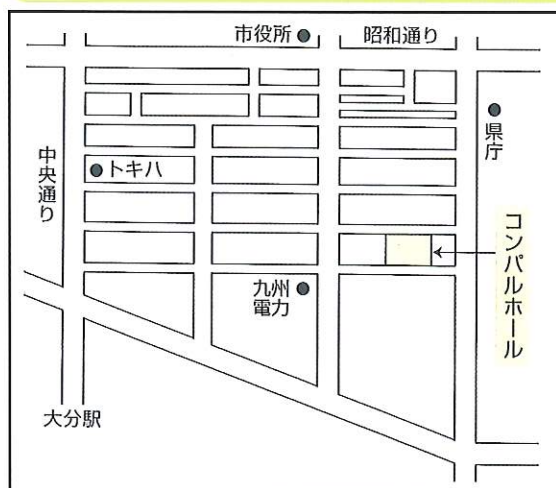 市役所
昭和通り
県庁
中央通り
トキハ
コンパルホール
九州
電力
大分駅